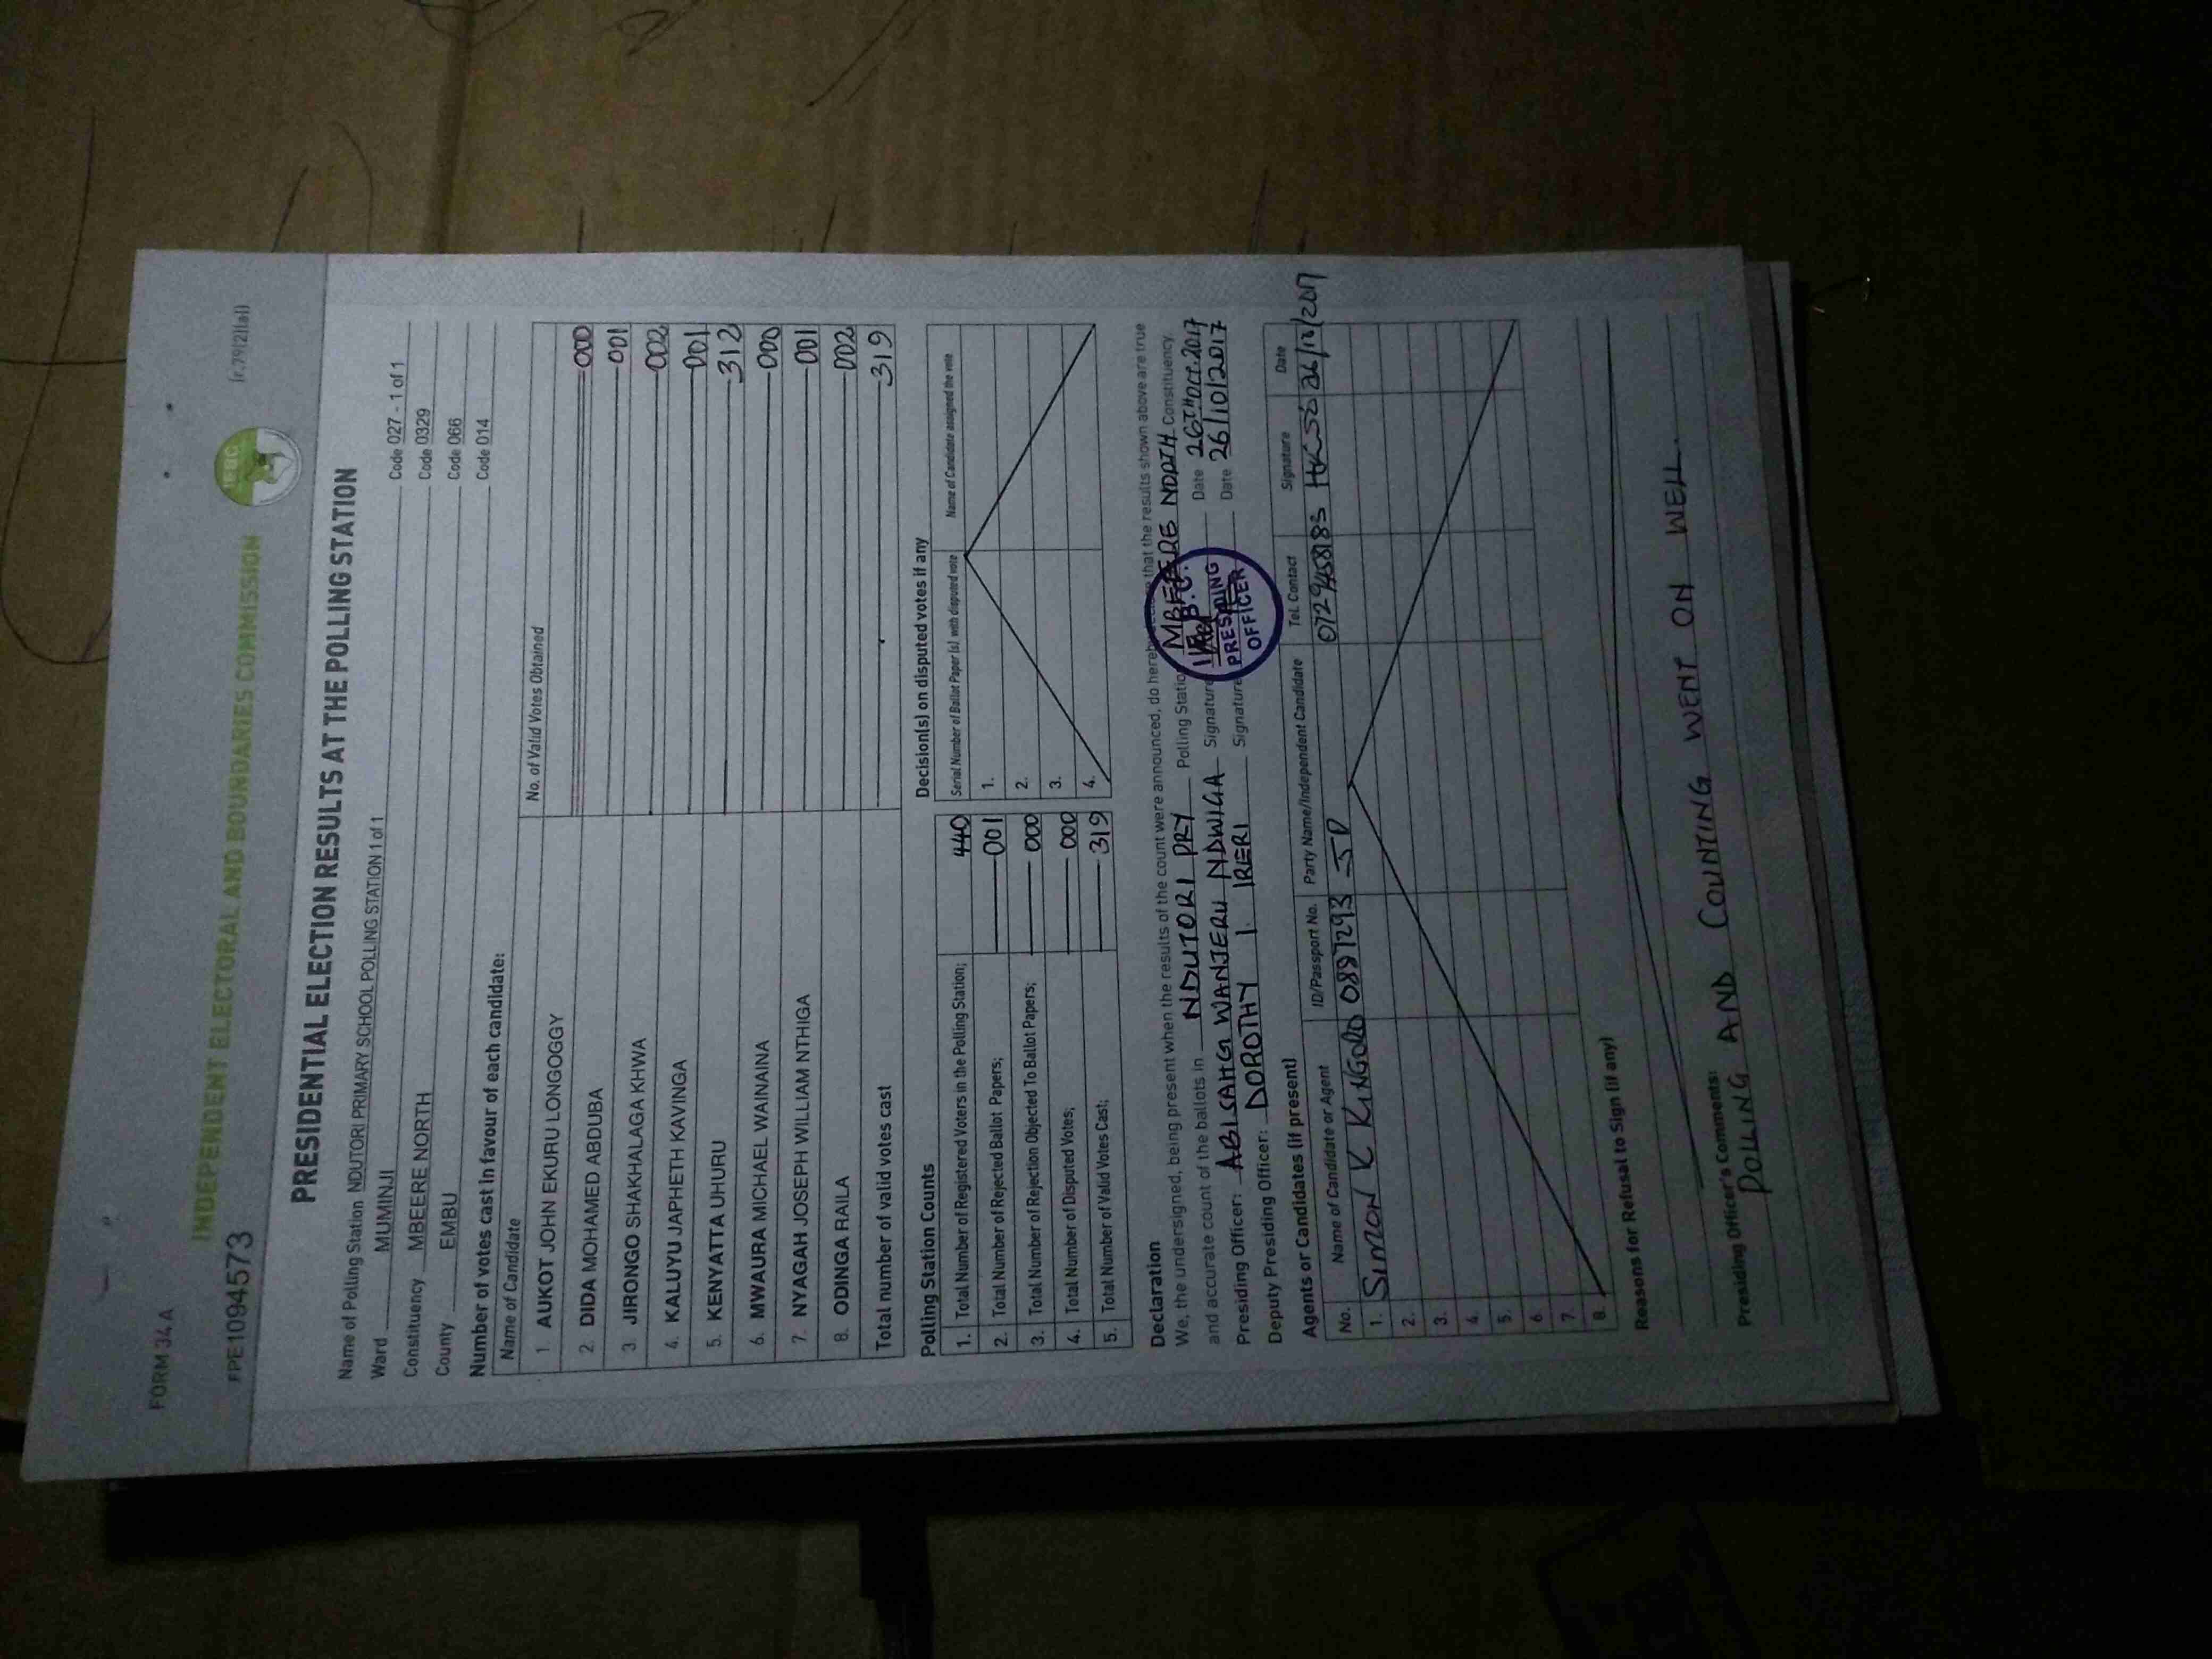 FORM 34A
INDEPENDENT ELECTORAL AND BOUNDARIES COMMISSION
IEBC
(r.79(2)(a))
FPE1094573
PRESIDENTIAL ELECTION RESULTS AT THE POLLING STATION
Name of Polling Station NDUTORI PRIMARY SCHOOL POLLING STATION 1 of 1 Code 027 - 1 of 1
Ward MUMINJI Code 0329
Constituency MBEERE NORTH Code 066
County EMBU Code 014
Number of votes cast in favour of each candidate:
Name of Candidate No. of Valid Votes Obtained
1 AUKOT JOHN EKURU LONGOGGY 000
2. DIDA MOHAMED ABDUBA 001
3 JIRONGO SHAKHALAGA KHWA 002
4. KALUYU JAPHETH KAVINGA 001
5. KENYATTA UHURU 312
6. MWAURA MICHAEL WAINAINA 000
7. NYAGAH JOSEPH WILLIAM NTHIGA 001
8. ODINGA RAILA 002
Total number of valid votes cast 319
Polling Station Counts
1. Total Number of Registered Voters in the Polling Station; 440
2. Total Number of Rejected Ballot Papers; 001
3. Total Number of Rejection Objected To Ballot Papers; 000
4. Total Number of Disputed Votes; 000
5. Total Number of Valid Votes Cast; 319
Decision(s) on disputed votes if any
Serial Number of Ballot Paper (s) with disputed vote Name of Candidate assigned the vote
1.
2.
3.
4.
Declaration
We, the undersigned, being present when the results of the count were announced, do hereby that the results shown above are true
and accurate count of the ballots in NDUTORI PRY Polling Station MBEERE NORTH Constituency.
Presiding Officer: ABISAHG WANJERU NDWIGA Signature Date 26TH OCT. 2017
Deputy Presiding Officer: DOROTHY I. IRERI Signature Date 26/10/2017
I.E.B.C.
PRESIDING
OFFICER
Agents or Candidates (if present)
No. Name of Candidate or Agent ID/Passport No. Party Name/Independent Candidate Tel. Contact Signature Date
1. SIMON K KINGORO JP 26/10/2017
2.
3.
4.
5.
6
7.
8.
Reasons for Refusal to Sign (if any)
Presiding Officer's Comments:
POLLING AND COUNTING WENT ON WELL.